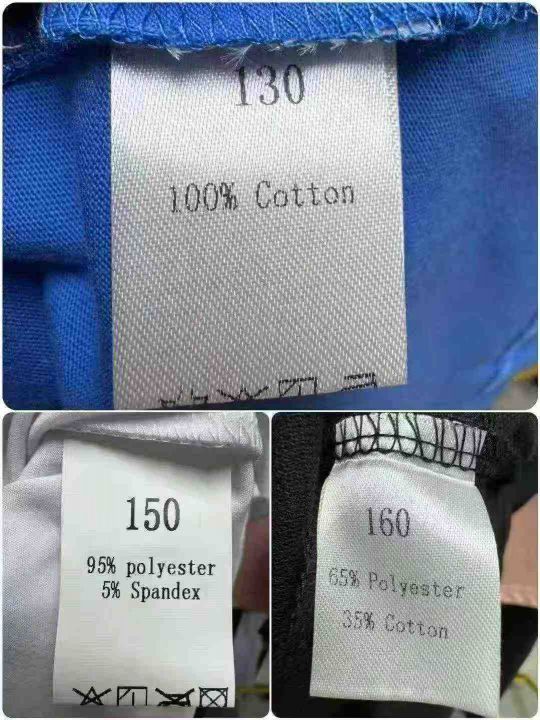 130
100% Cotton
150
95% polyester
5% Spandex
160
65% Polyester
35% Cotton